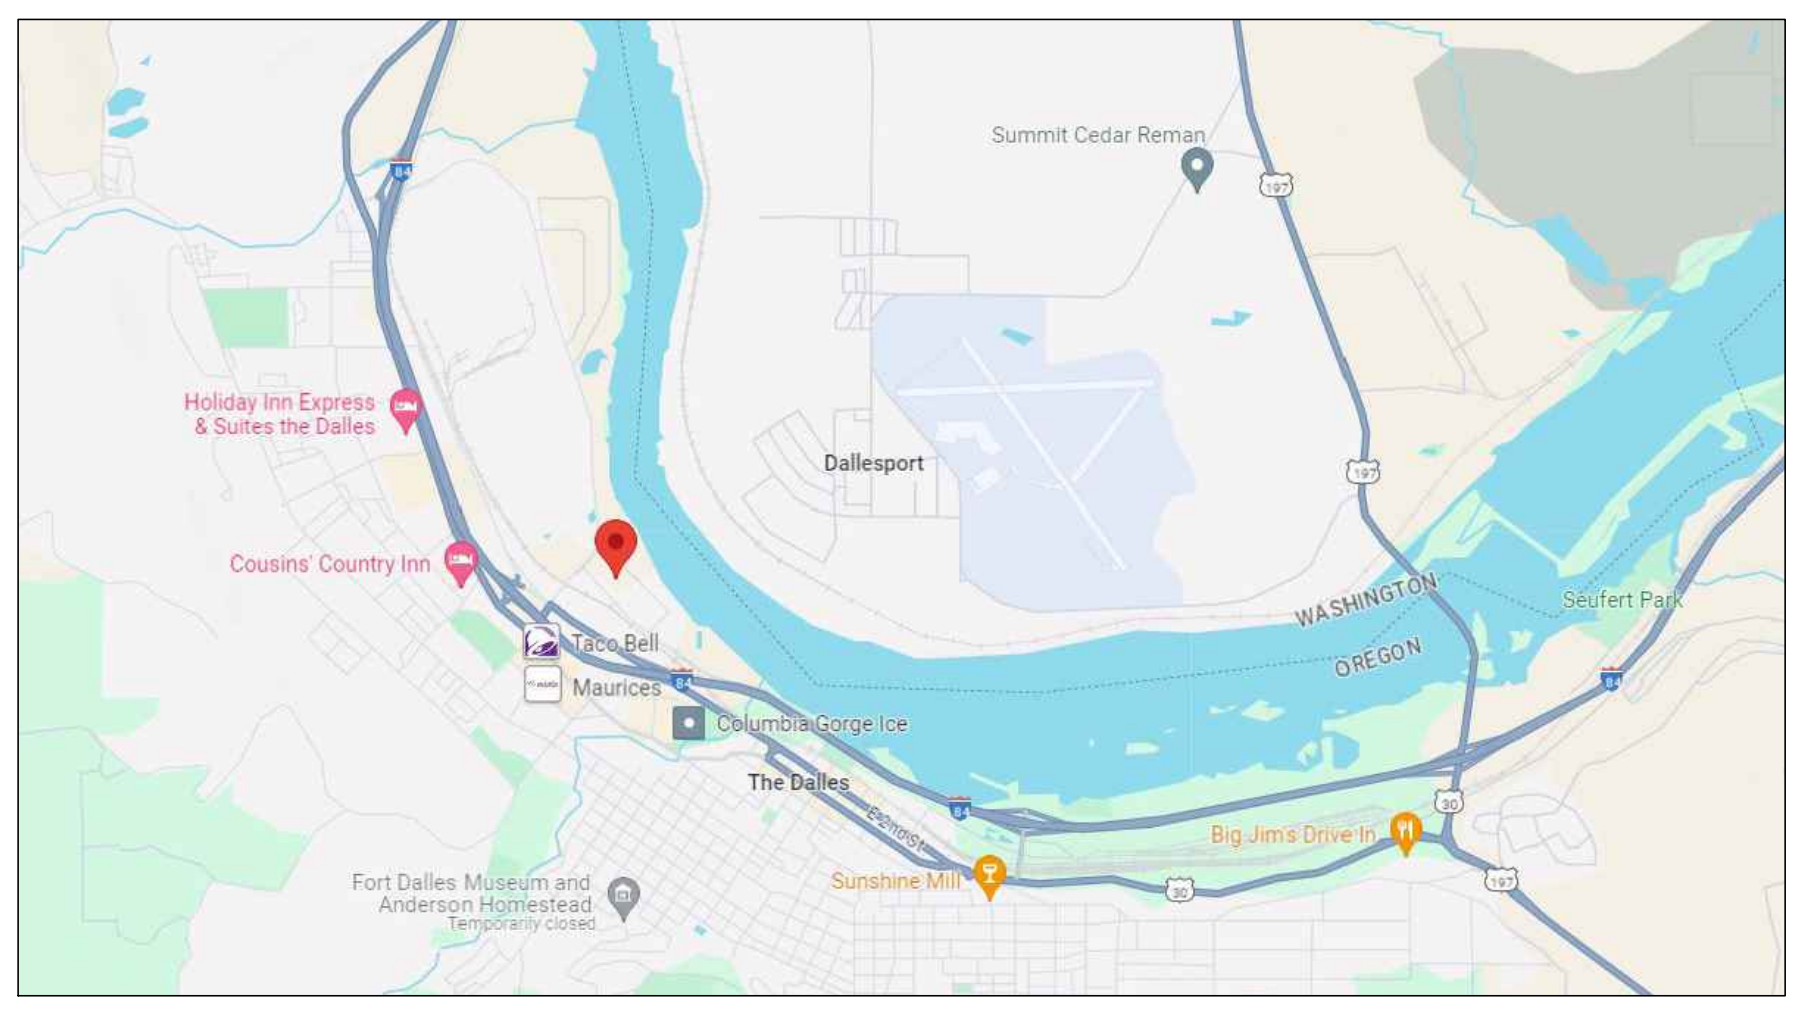 84
Summit Cedar Reman
197
Holiday Inn Express
& Suites the Dalles
Dallesport
197
Cousins' Country Inn
WASHINGTON
Seufert Park
Taco Bell
OREGON
84
84
Maurices
Columbia Gorge Ice
The Dalles
84
E 2nd St
30
Big Jim's Drive In
Sunshine Mill
30
197
Fort Dalles Museum and
Anderson Homestead
Temporarily closed